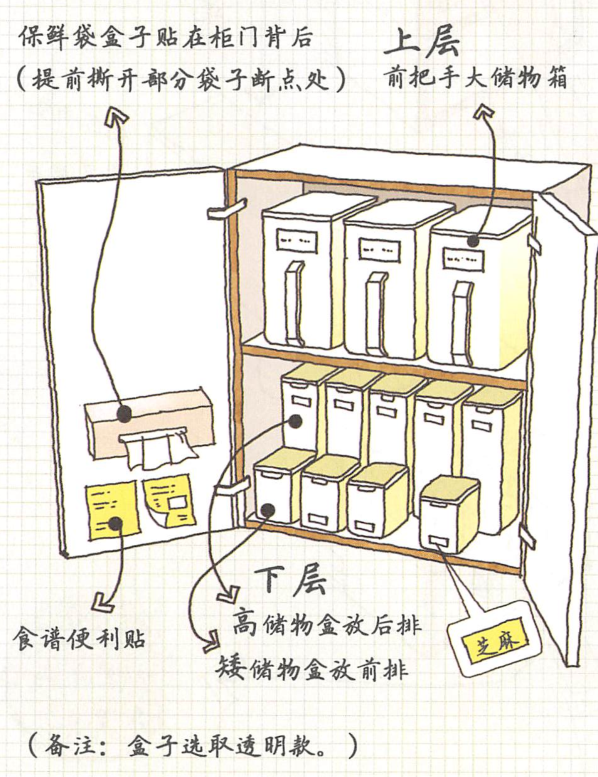 保鲜袋盒子贴在柜门背后
（提前撕开部分袋子断点处）
上层
前把手大储物箱
下层
高储物盒放后排
矮储物盒放前排
食谱便利贴
芝麻
（备注：盒子选取透明款。）